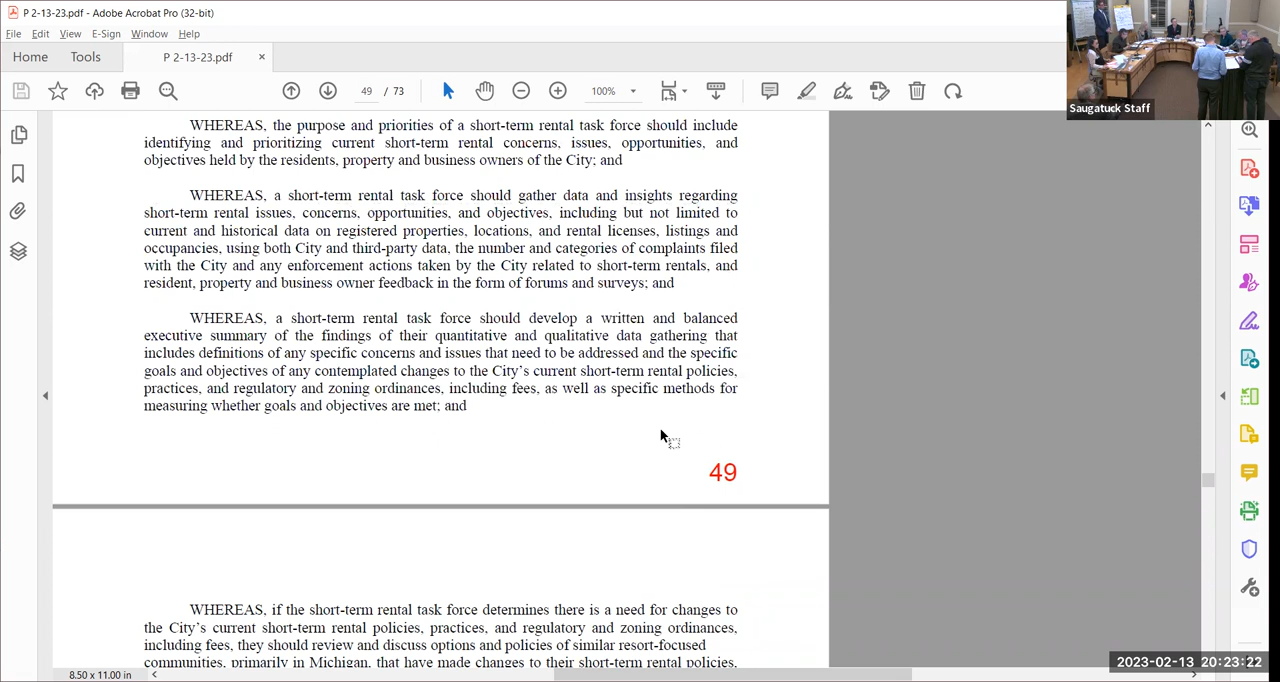 P 2-13-23.pdf - Adobe Acrobat Pro (32-bit)
File Edit View E-Sign Window Help
Home Tools P 2-13-23.pdf ×
49 / 73 100%
Saugatuck Staff
WHEREAS, the purpose and priorities of a short-term rental task force should include
identifying and prioritizing current short-term rental concerns, issues, opportunities, and
objectives held by the residents, property and business owners of the City; and
WHEREAS, a short-term rental task force should gather data and insights regarding
short-term rental issues, concerns, opportunities, and objectives, including but not limited to
current and historical data on registered properties, locations, and rental licenses, listings and
occupancies, using both City and third-party data, the number and categories of complaints filed
with the City and any enforcement actions taken by the City related to short-term rentals, and
resident, property and business owner feedback in the form of forums and surveys; and
WHEREAS, a short-term rental task force should develop a written and balanced
executive summary of the findings of their quantitative and qualitative data gathering that
includes definitions of any specific concerns and issues that need to be addressed and the specific
goals and objectives of any contemplated changes to the City's current short-term rental policies,
practices, and regulatory and zoning ordinances, including fees, as well as specific methods for
measuring whether goals and objectives are met; and
49
WHEREAS, if the short-term rental task force determines there is a need for changes to
the City's current short-term rental policies, practices, and regulatory and zoning ordinances,
including fees, they should review and discuss options and policies of similar resort-focused
communities, primarily in Michigan, that have made changes to their short-term rental policies,
8.50 x 11.00 in
2023-02-13 20:23:22